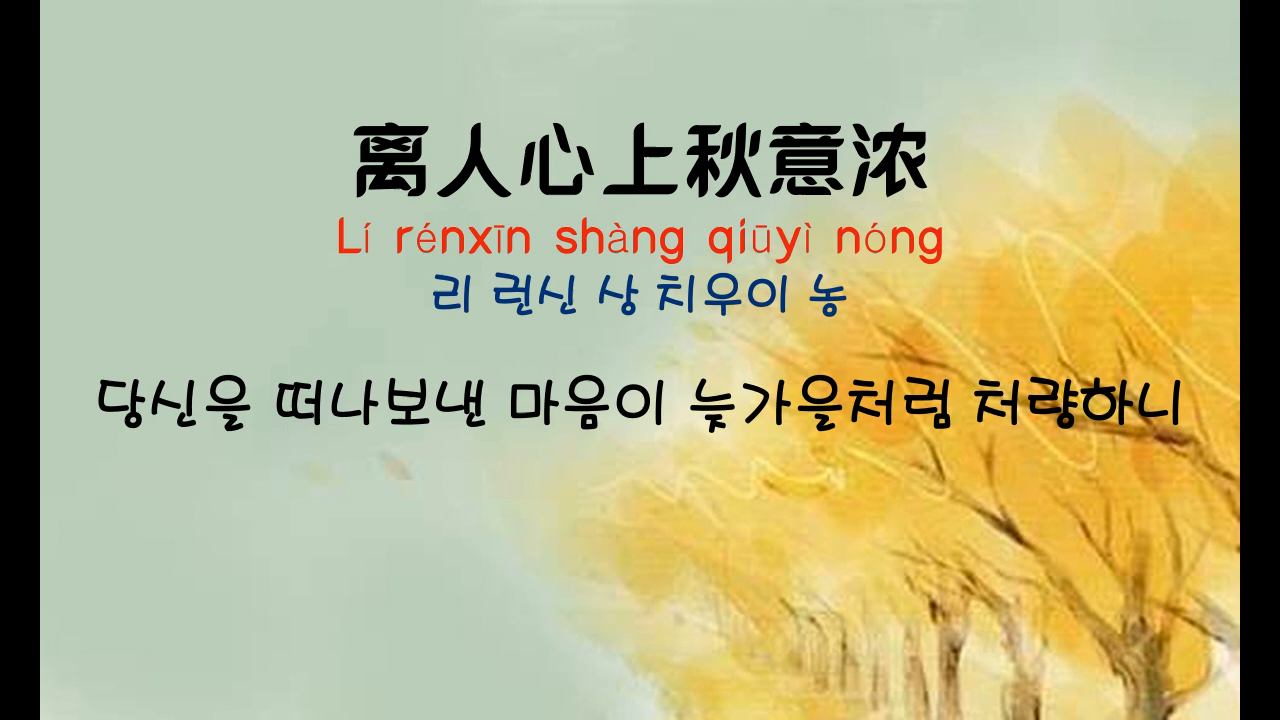 离人心上秋意浓
Lí rénxīn shàng qiūyì nóng
리 런신 상 치우이 농
당신을 떠나보낸 마음이 늦가을처럼 처량하니